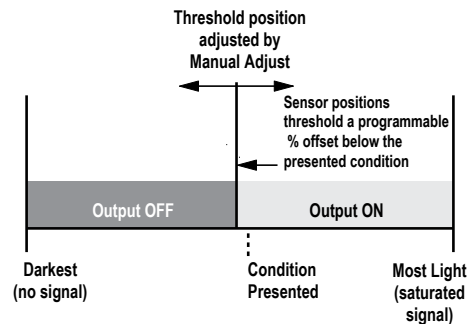 Threshold position
adjusted by
Manual Adjust
Sensor positions
threshold a programmable
% offset below the
presented condition
Output OFF
Output ON
Darkest
(no signal)
Condition
Presented
Most Light
(saturated
signal)